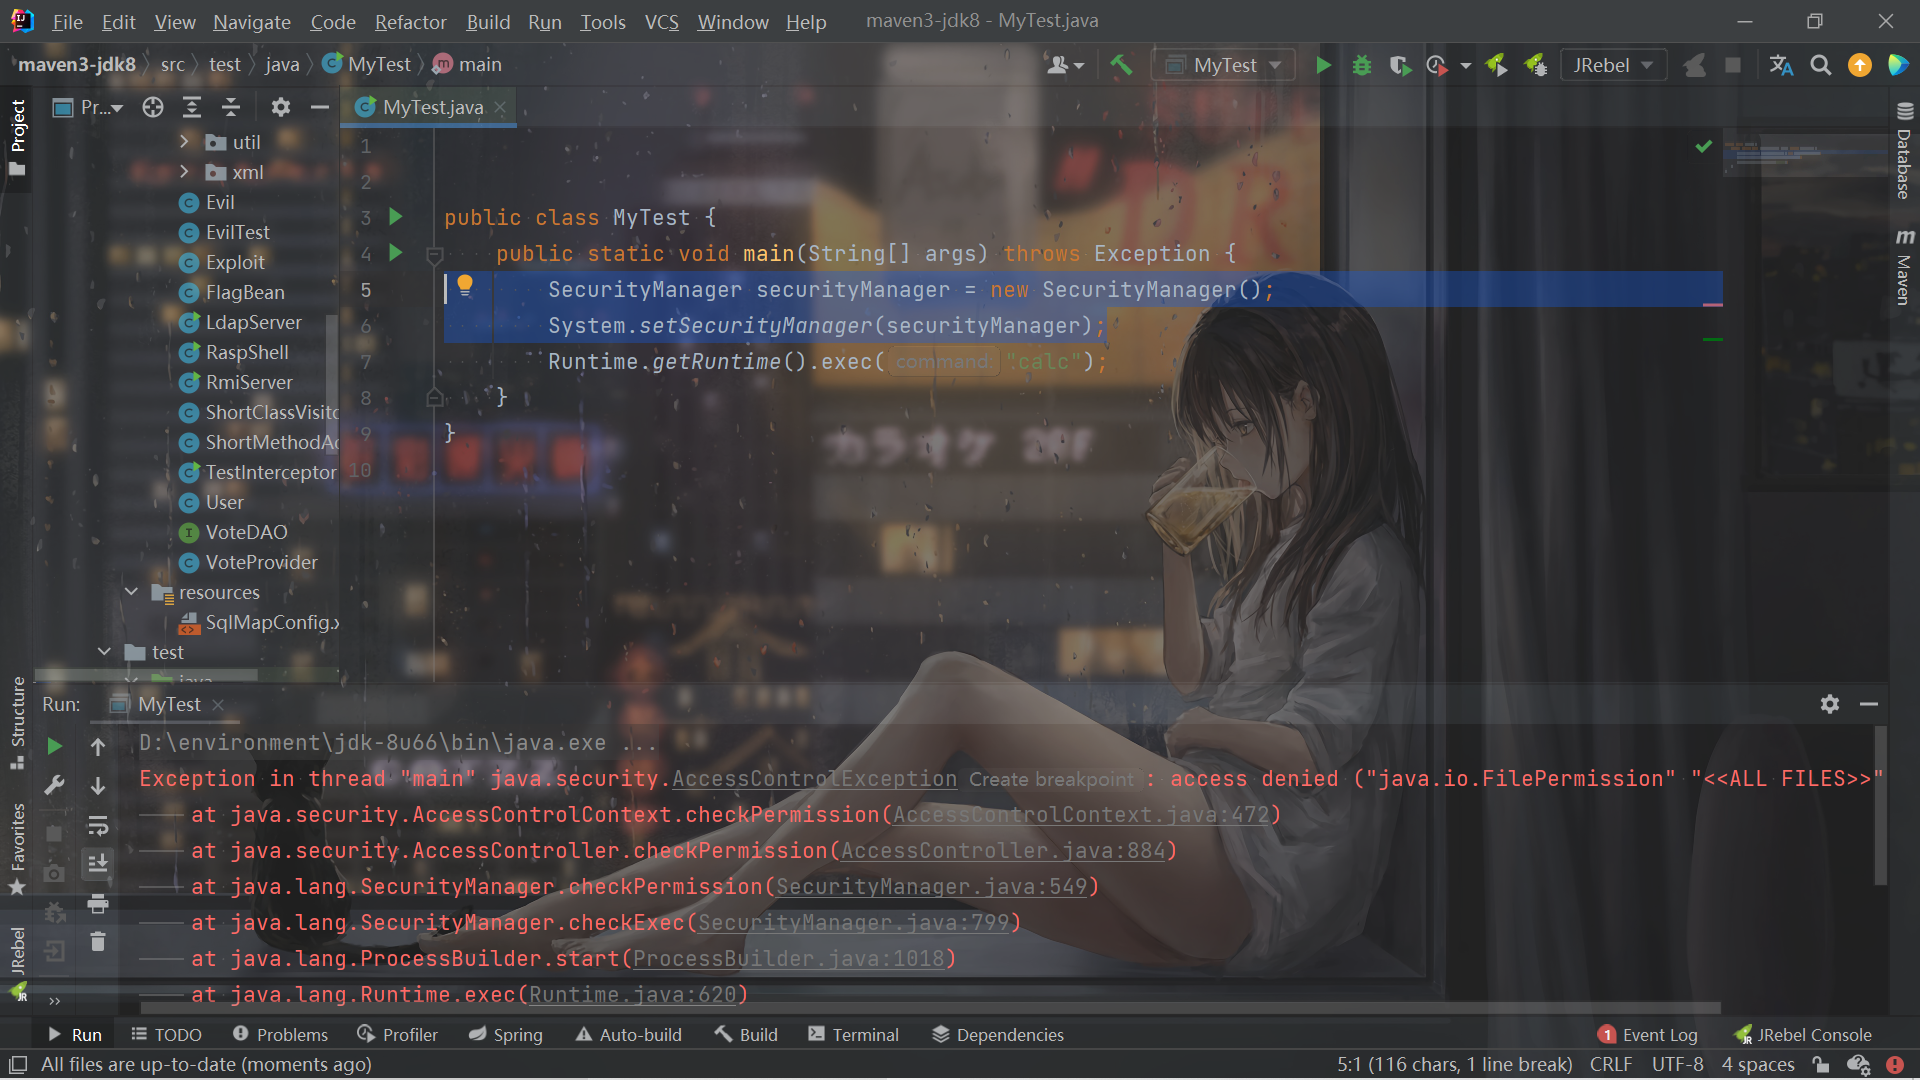 File Edit View Navigate Code Refactor Build Run Tools VCS Window Help maven3-jdk8 - MyTest.java
maven3-jdk8 src test java MyTest main MyTest JRebel
Project Pr... MyTest.java
util
xml
Evil
EvilTest
Exploit
FlagBean
LdapServer
RaspShell
RmiServer
ShortClassVisito
ShortMethodAd
TestInterceptor
User
VoteDAO
VoteProvider
resources
SqlMapConfig.x
test
java
1
2
3 public class MyTest {
4 public static void main(String[] args) throws Exception {
5 SecurityManager securityManager = new SecurityManager();
6 System.setSecurityManager(securityManager);
7 Runtime.getRuntime().exec( command: "calc");
8 }
9 }
10
カラオケ
Database
Maven
Structure
Favorites
JRebel
Run: MyTest
D:\environment\jdk-8u66\bin\java.exe ...
Exception in thread "main" java.security.AccessControlException Create breakpoint : access denied ("java.io.FilePermission" "<<ALL FILES>>"
at java.security.AccessControlContext.checkPermission(AccessControlContext.java:472)
at java.security.AccessController.checkPermission(AccessController.java:884)
at java.lang.SecurityManager.checkPermission(SecurityManager.java:549)
at java.lang.SecurityManager.checkExec(SecurityManager.java:799)
at java.lang.ProcessBuilder.start(ProcessBuilder.java:1018)
at java.lang.Runtime.exec(Runtime.java:620)
Run TODO Problems Profiler Spring Auto-build Build Terminal Dependencies 1 Event Log JRebel Console
All files are up-to-date (moments ago) 5:1 (116 chars, 1 line break) CRLF UTF-8 4 spaces